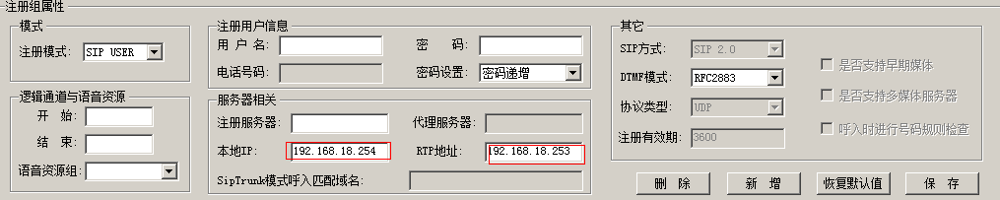 注册组属性
模式
注册模式: SIP USER
逻辑通道与语音资源
开 始:
结 束:
语音资源组:
注册用户信息
用 户 名: 密 码:
电话号码: 密码设置: 密码递增
服务器相关
注册服务器: 代理服务器:
本地IP: 192.168.18.254 RTP地址: 192.168.18.253
SipTrunk模式呼入匹配域名:
其它
SIP方式: SIP 2.0
DTMF模式: RFC2883
协议类型: UDP
注册有效期: 3600
是否支持早期媒体
是否支持多媒体服务器
呼入时进行号码规则检查
删 除 新 增 恢复默认值 保 存